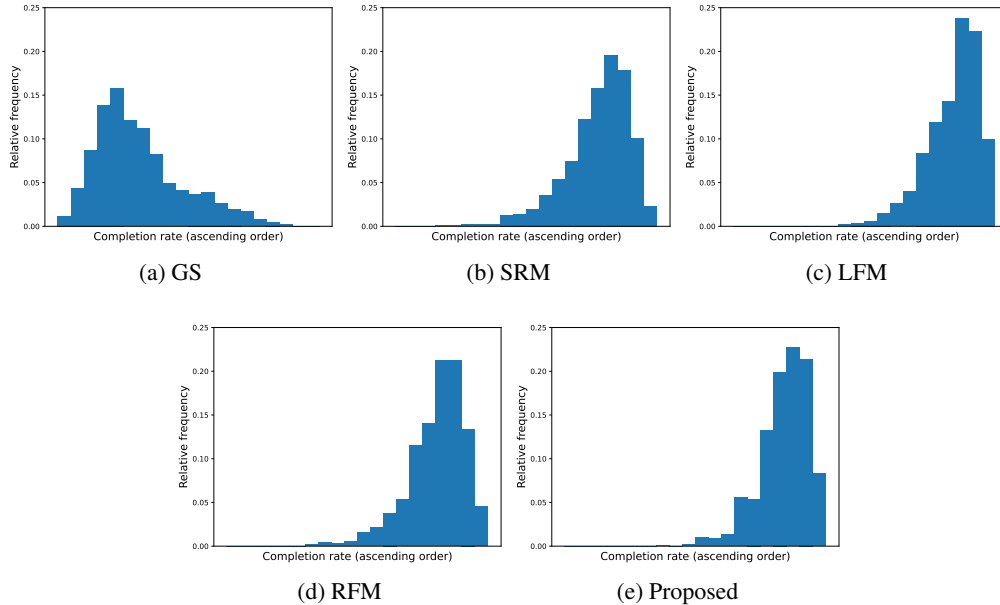 0.25
0.20
0.15
0.10
0.05
0.00
Relative frequency
Completion rate (ascending order)
(a) GS
0.25
0.20
0.15
0.10
0.05
0.00
Relative frequency
Completion rate (ascending order)
(b) SRM
0.25
0.20
0.15
0.10
0.05
0.00
Relative frequency
Completion rate (ascending order)
(c) LFM
0.25
0.20
0.15
0.10
0.05
0.00
Relative frequency
Completion rate (ascending order)
(d) RFM
0.25
0.20
0.15
0.10
0.05
0.00
Relative frequency
Completion rate (ascending order)
(e) Proposed